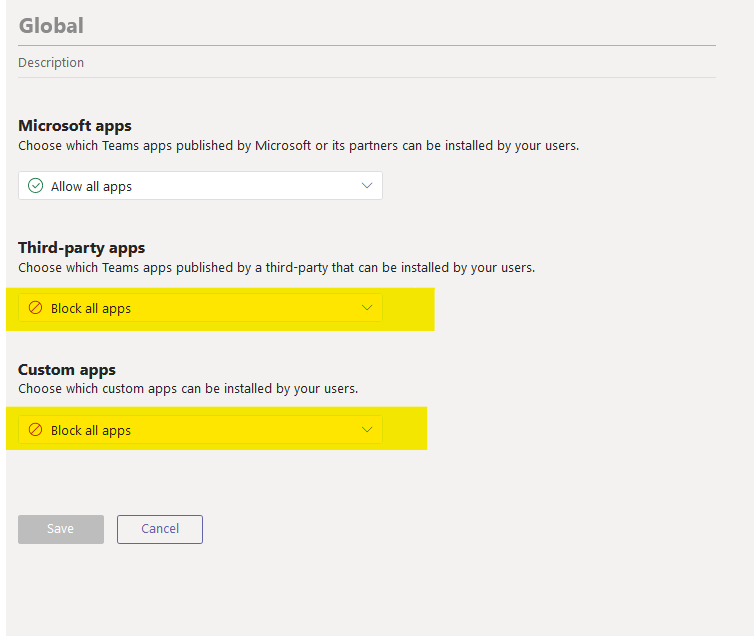 Global
Description
Microsoft apps
Choose which Teams apps published by Microsoft or its partners can be installed by your users.
Allow all apps
Third-party apps
Choose which Teams apps published by a third-party that can be installed by your users.
Block all apps
Custom apps
Choose which custom apps can be installed by your users.
Block all apps
Save Cancel